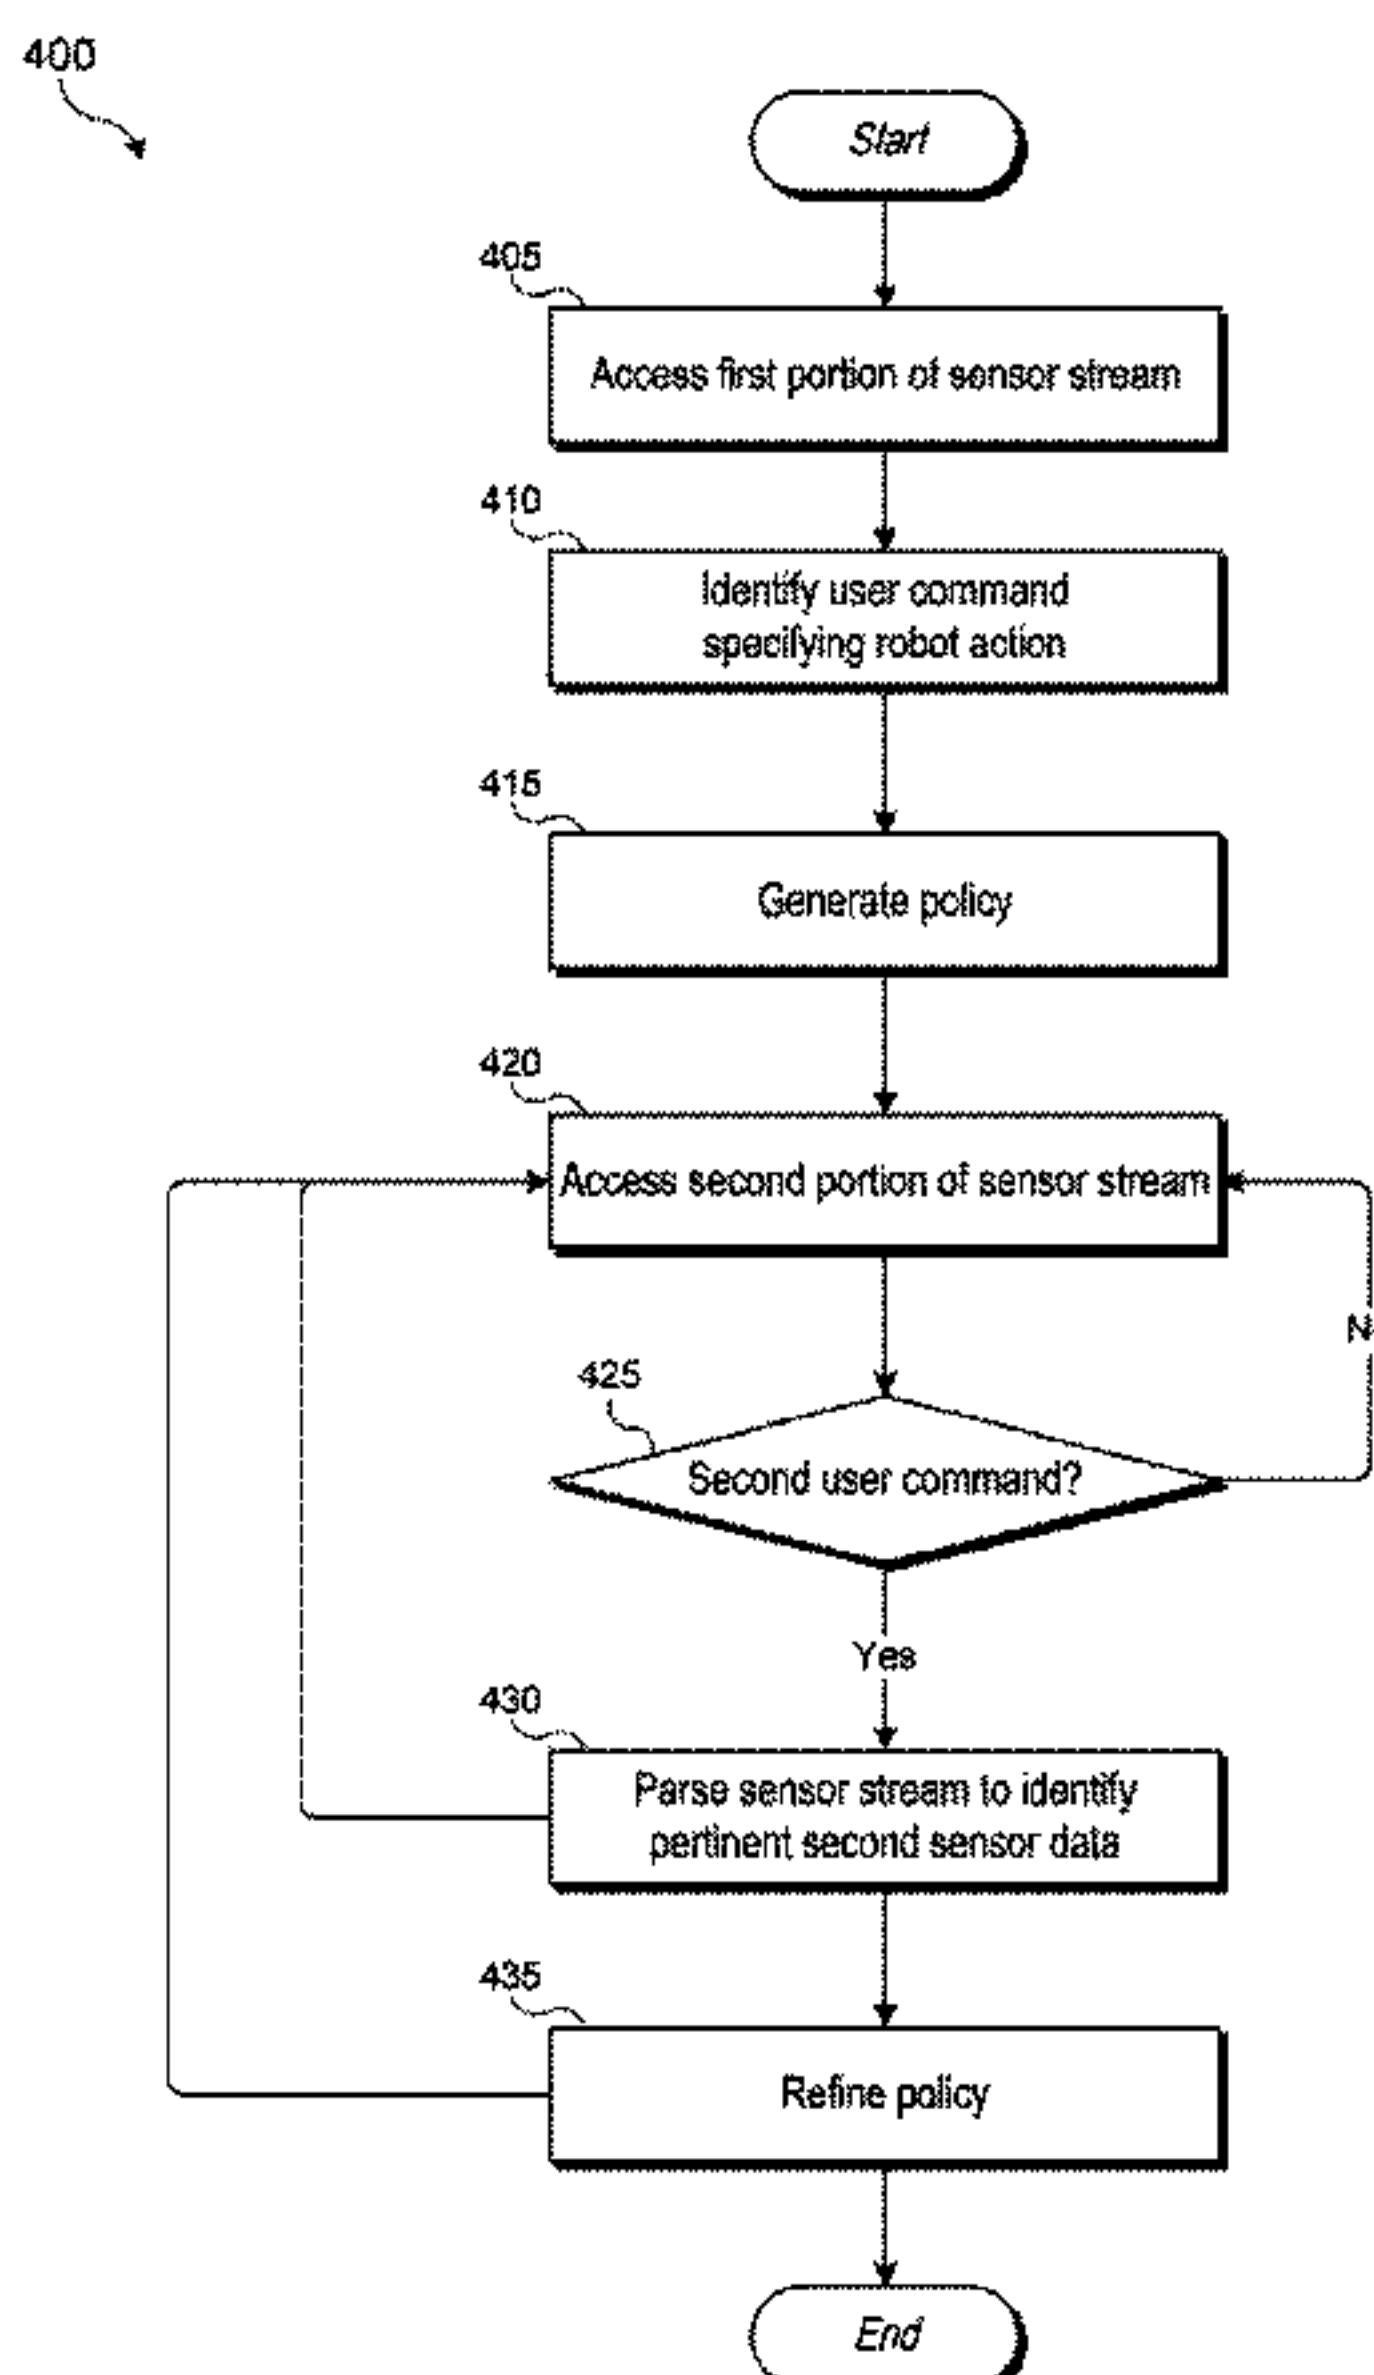 400
Start
405
Access first portion of sensor stream
410
Identify user command
specifying robot action
415
Generate policy
420
Access second portion of sensor stream
N
425
Second user command?
Yes
430
Parse sensor stream to identify
pertinent second sensor data
435
Refine policy
End